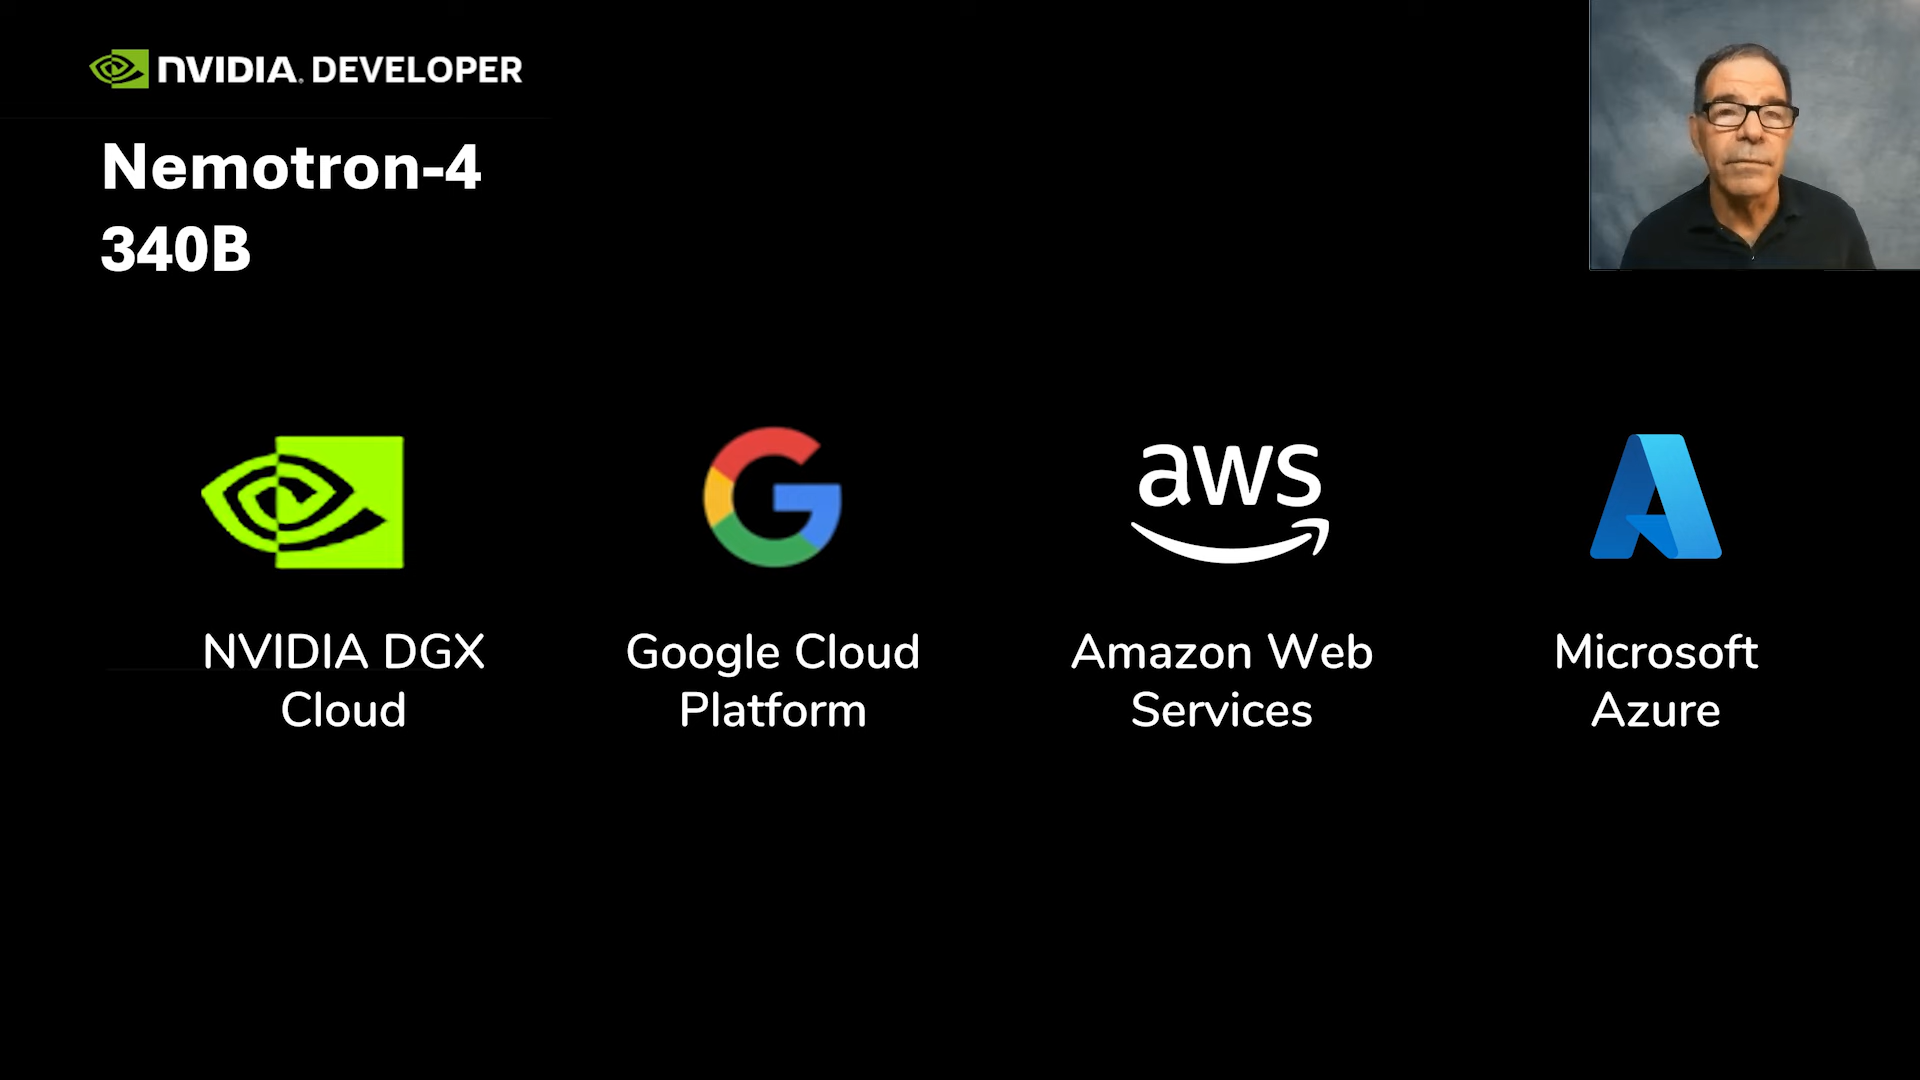 NVIDIA. DEVELOPER
Nemotron-4
340B
aws
NVIDIA DGX
Cloud
Google Cloud
Platform
Amazon Web
Services
Microsoft
Azure